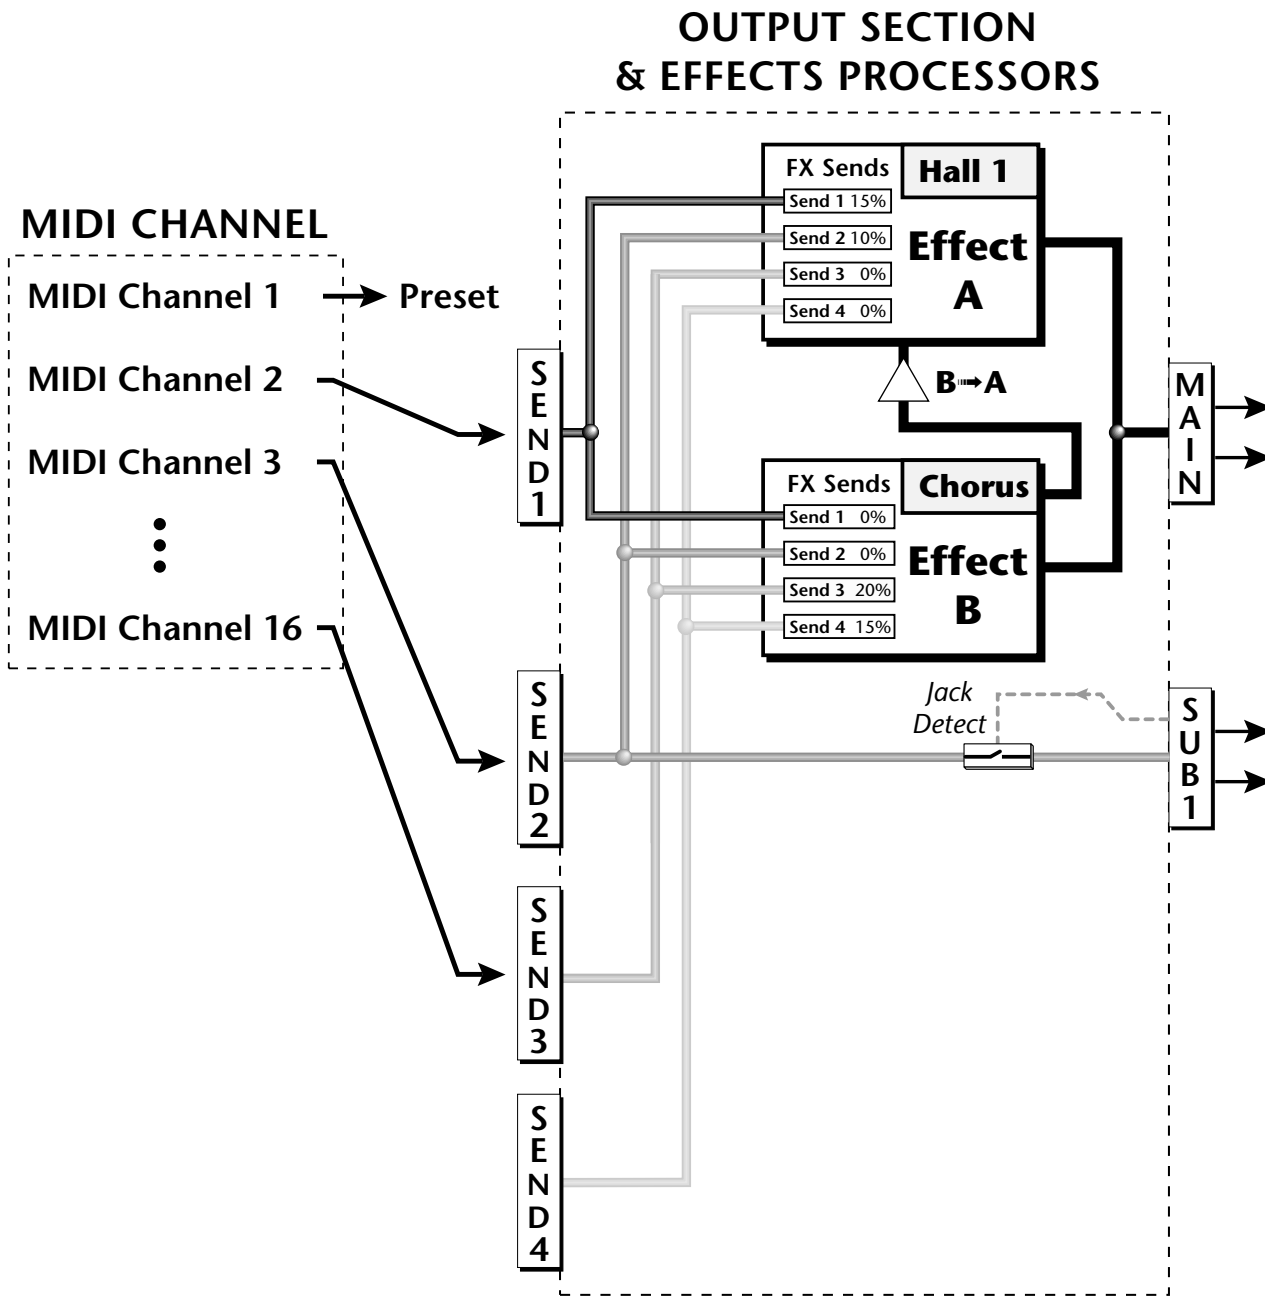 OUTPUT SECTION
& EFFECTS PROCESSORS
MIDI CHANNEL
MIDI Channel 1
Preset
MIDI Channel 2
MIDI Channel 3
MIDI Channel 16
SEND1
SEND2
SEND3
SEND4
FX Sends
Hall 1
Send 1 15%
Send 2 10%
Send 3 0%
Send 4 0%
Effect
A
B A
FX Sends
Chorus
Send 1 0%
Send 2 0%
Send 3 20%
Send 4 15%
Effect
B
Jack
Detect
MAIN
SUB1